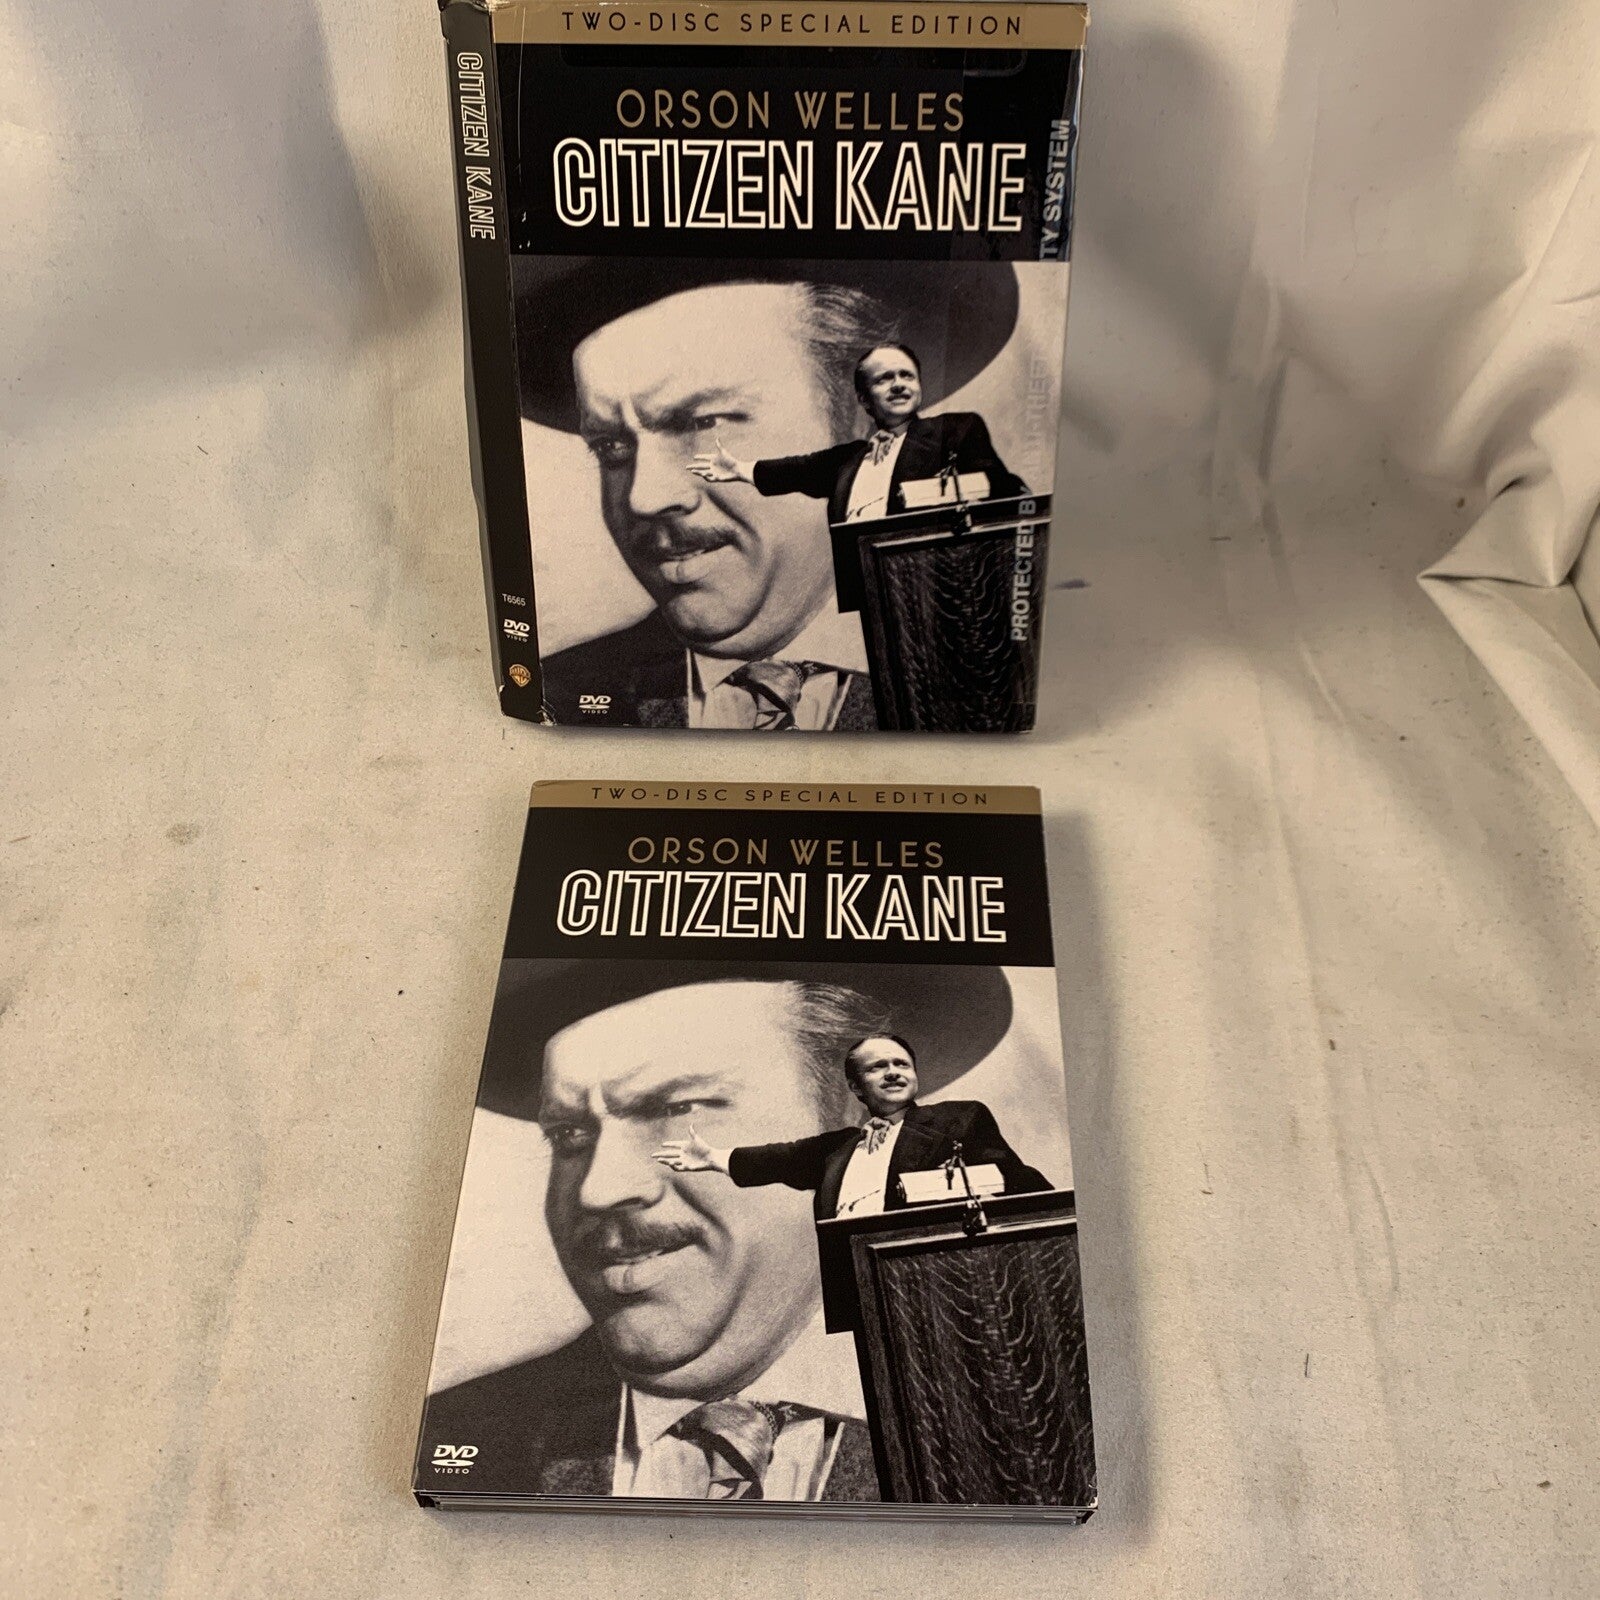 TWO-DISC SPECIAL EDITION
ORSON WELLES
CITIZEN KANE
CITIZEN KANE
T6565
DVD
VIDEO
DVD
VIDEO
PROTECTED B
TY SYSTEM
TWO-DISC SPECIAL EDITION
ORSON WELLES
CITIZEN KANE
DVD
VIDEO